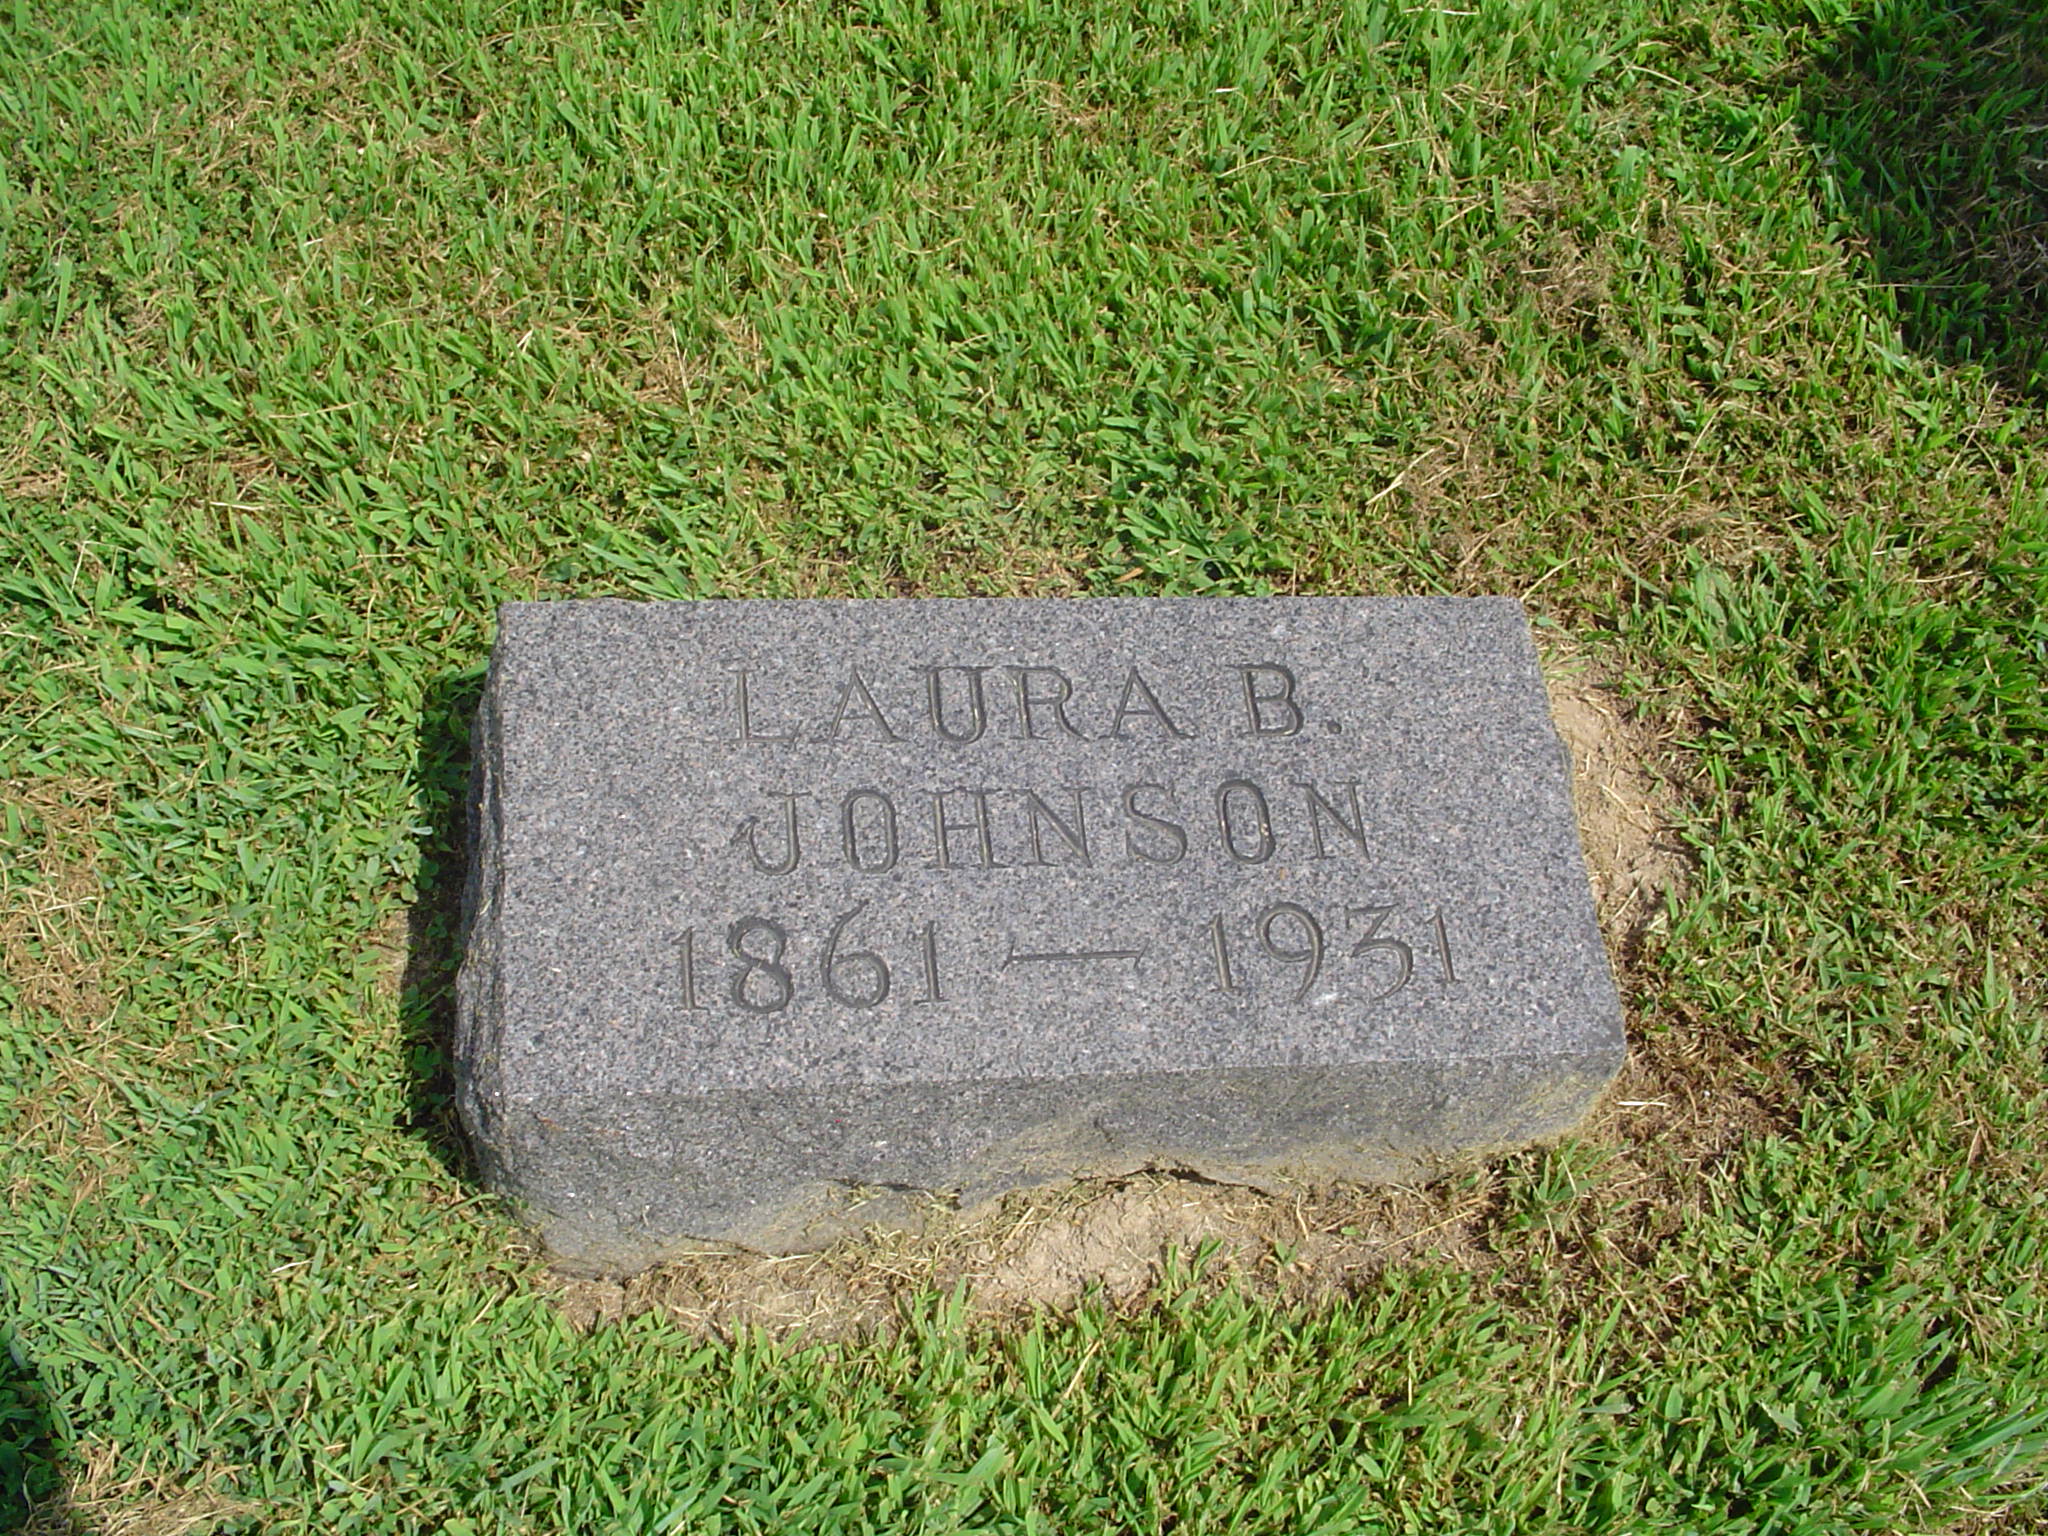 LAURA B.
JOHNSON
1861 — 1931